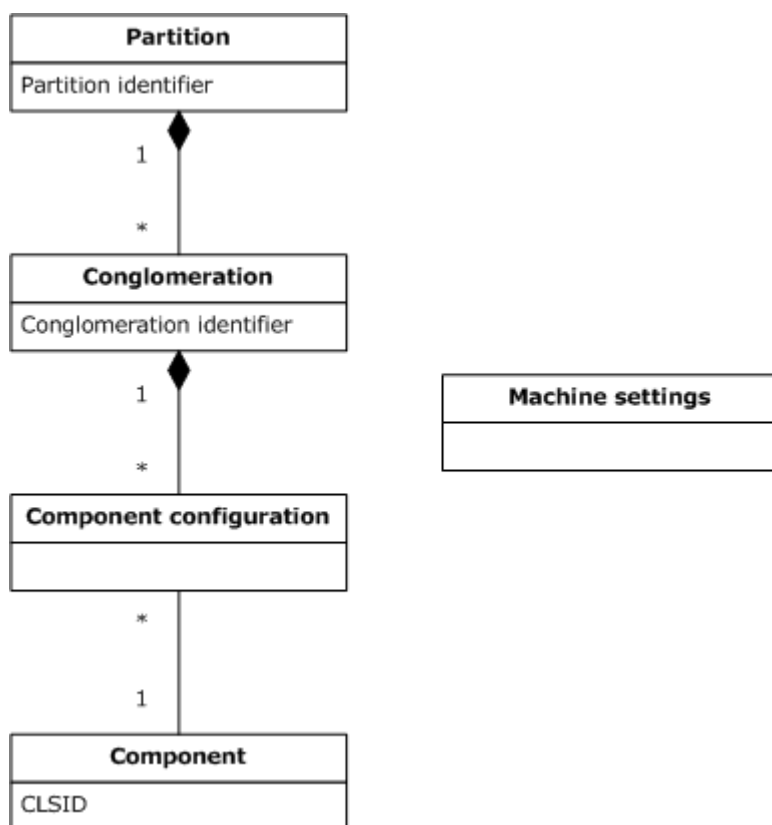 Partition
Partition identifier
1
*
Conglomeration
Conglomeration identifier
1
*
Machine settings
Component configuration
*
1
Component
CLSID